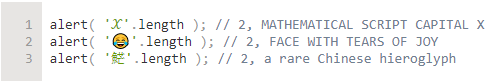 1 alert( '𝒳'.length ); // 2, MATHEMATICAL SCRIPT CAPITAL X
2 alert( '😂'.length ); // 2, FACE WITH TEARS OF JOY
3 alert( '𩷶'.length ); // 2, a rare Chinese hieroglyph